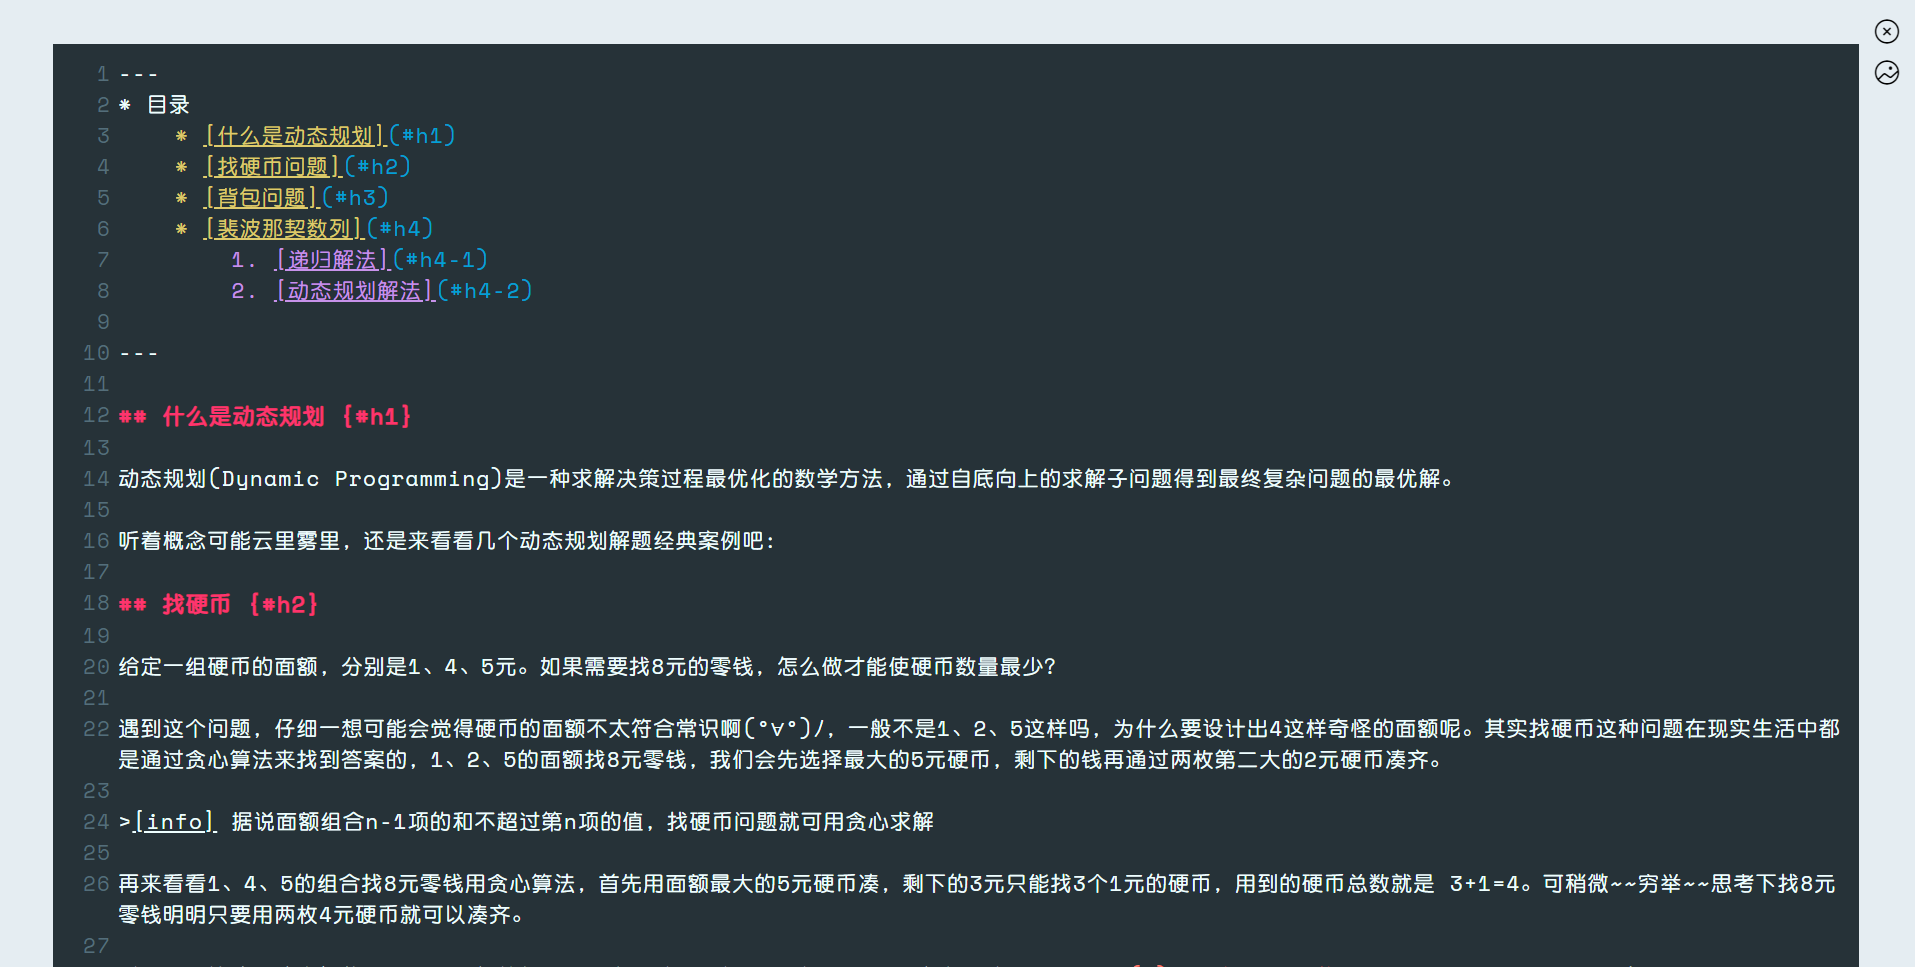 1 ---
2 * 目录
3     * [什么是动态规划](#h1)
4     * [找硬币问题](#h2)
5     * [背包问题](#h3)
6     * [裴波那契数列](#h4)
7         1. [递归解法](#h4-1)
8         2. [动态规划解法](#h4-2)
9
10 ---
11
12 ## 什么是动态规划 {#h1}
13
14 动态规划(Dynamic Programming)是一种求解决策过程最优化的数学方法，通过自底向上的求解子问题得到最终复杂问题的最优解。
15
16 听着概念可能云里雾里，还是来看看几个动态规划解题经典案例吧：
17
18 ## 找硬币 {#h2}
19
20 给定一组硬币的面额，分别是1、4、5元。如果需要找8元的零钱，怎么做才能使硬币数量最少？
21
22 遇到这个问题，仔细一想可能会觉得硬币的面额不太符合常识啊(°∀°)/，一般不是1、2、5这样吗，为什么要设计出4这样奇怪的面额呢。其实找硬币这种问题在现实生活中都
是通过贪心算法来找到答案的，1、2、5的面额找8元零钱，我们会先选择最大的5元硬币，剩下的钱再通过两枚第二大的2元硬币凑齐。
23
24 >[info] 据说面额组合n-1项的和不超过第n项的值，找硬币问题就可用贪心求解
25
26 再来看看1、4、5的组合找8元零钱用贪心算法，首先用面额最大的5元硬币凑，剩下的3元只能找3个1元的硬币，用到的硬币总数就是 3+1=4。可稍微~~穷举~~思考下找8元
零钱明明只要用两枚4元硬币就可以凑齐。
27